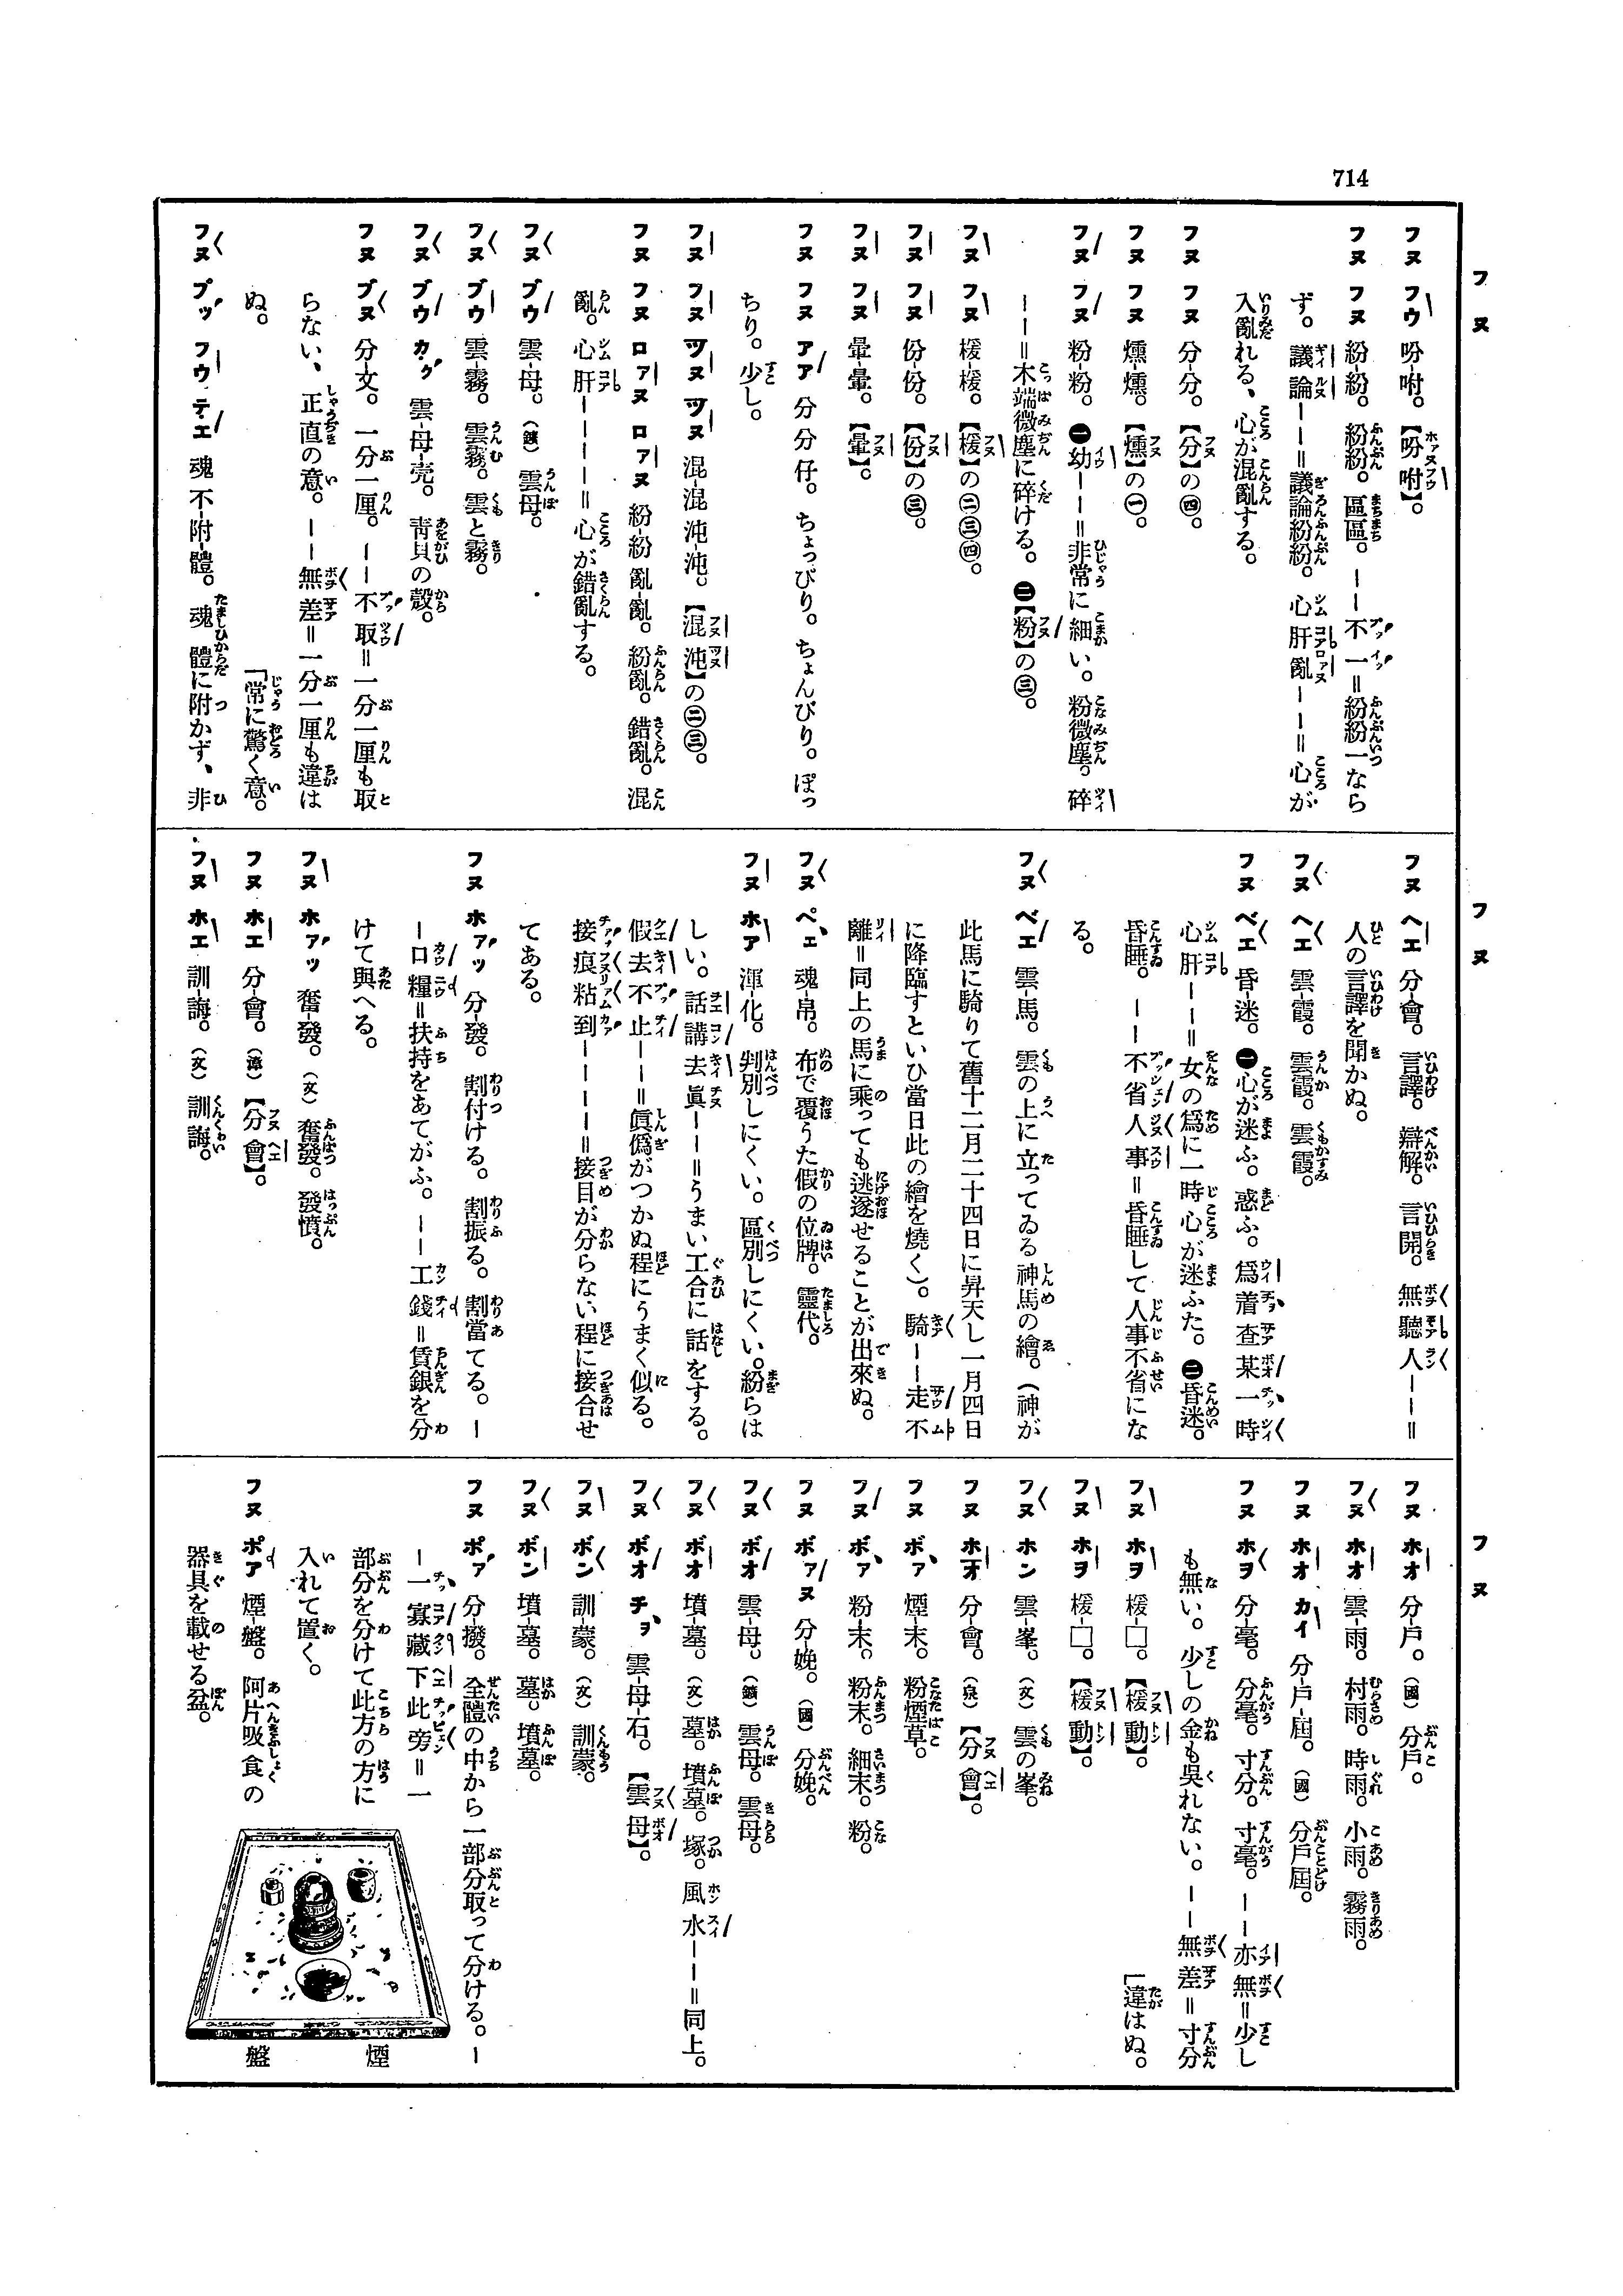 714
フヌ
フヌ フウ 吩-咐。【吩咐】。
フヌ フヌ 紛-紛。紛紛。區區。――不一=紛紛一なら
ず。議論――=議論紛紛。心肝亂――=心が
入亂れる、心が混亂する。
フヌ フヌ 分-分。【分】の㊃。
フヌ フヌ 燻-燻。【燻】の㊀。
フヌ フヌ 粉-粉。㊀幼――=非常に細い。粉微塵。碎
――=木端微塵に碎ける。㊁【粉】の㊂。
フヌ フヌ 楥-楥。【楥】の㊁㊂㊃。
フヌ フヌ 份-份。【份】の㊂。
フヌ フヌ 暈-暈。【暈】。
フヌ フヌ アア 分分仔。ちょっびり。ちょんびり。ぽっ
ちり。少し。
フヌ フヌ ツヌ ツヌ 混-混沌-沌。【混沌】の㊁㊂。
フヌ フヌ ロアヌ ロアヌ 紛紛亂-亂。紛亂。錯亂。混
亂。心肝――――=心が錯亂する。
フヌ ブウ 雲-母。(鑛)雲母。
フヌ ブウ 雲-霧。雲霧。雲と霧。
フヌ ブウ カク 雲-母-壳。靑貝の殼。
フヌ ブヌ 分-文。一分一厘。――不取=一分一厘も取
らない、正直の意。――無差=一分一厘も違は
ぬ。
フヌ プッ フウ テエ 魂不-附-體。魂體に附かず、非
「常に驚く意。
フヌ
フヌ ヘエ 分-會。言譯。辯解。言開。無聽人――=
人の言譯を聞かぬ。
フヌ ヘエ 雲-霞。雲霞。雲霞。
フヌ ベエ 昏-迷。㊀心が迷ふ。惑ふ。爲着查某一時
心肝――=女の爲に一時心が迷ふた。㊁昏迷。
昏睡。――不省人事=昏睡して人事不省にな
る。
フヌ ベエ 雲-馬。雲の上に立ってゐる神馬の繪。(神が
此馬に騎りて舊十二月二十四日に昇天し一月四日
に降臨すといひ當日此の繪を燒く)。騎――走不
離=同上の馬に乘っても逃遂せることが出來ぬ。
フヌ ペエ 魂-帛。布で覆うた假の位牌。靈代。
フヌ ホア 渾-化。判別しにくい。區別しにくい。紛らは
しい。話講去眞――=うまい工合に話をする。
假去不止――=眞僞がつかぬ程にうまく似る。
接痕粘到――――=接目が分らない程に接合せ
てある。
フヌ ホアッ 分-發。割付ける。割振る。割當てる。―
―口糧=扶持をあてがふ。――工錢=賃銀を分
けて與へる。
フヌ ホアッ 奮-發。(文)奮發。發憤。
フヌ ホエ 分-會。(漳)【分會】。
フヌ ホエ 訓-誨。(文)訓誨。
フヌ
フヌ ホオ 分-戶。(國)分戶。
フヌ ホオ 雲-雨。村雨。時雨。小雨。霧雨。
フヌ ホオ カイ 分-戶-屆。(國)分戶屆。
フヌ ホヲ 分-毫。分毫。寸分。寸毫。――亦無=少し
も無い。少しの金も吳れない。――無差=寸分
「違はぬ。
フヌ ホヲ 楥-□。【楥動】。
フヌ ホヲ 楥-□。【楥動】。
フヌ ホン 雲-峯。(文)雲の峯。
フヌ ホオ 分-會。(泉)【分會】。
フヌ ボア 煙-末。粉煙草。
フヌ ボア 粉-末。粉末。細末。粉。
フヌ ボアヌ 分-娩。(國)分娩。
フヌ ボオ 雲-母。(鑛)雲母。雲母。
フヌ ボオ 墳-墓。(文)墓。墳墓。塚。風水――=同上。
フヌ ボオ チヲ 雲-母-石。【雲母】。
フヌ ボン 訓-蒙。(文)訓蒙。
フヌ ボン 墳-墓。墓。墳墓。
フヌ ポア 分-撥。全體の中から一部分取って分ける。―
―一寡藏下此旁=一
部分を分けて此方の方に
入れて置く。
フヌ ポア 煙-盤。阿片吸食の
器具を載せる盆。
煙盤